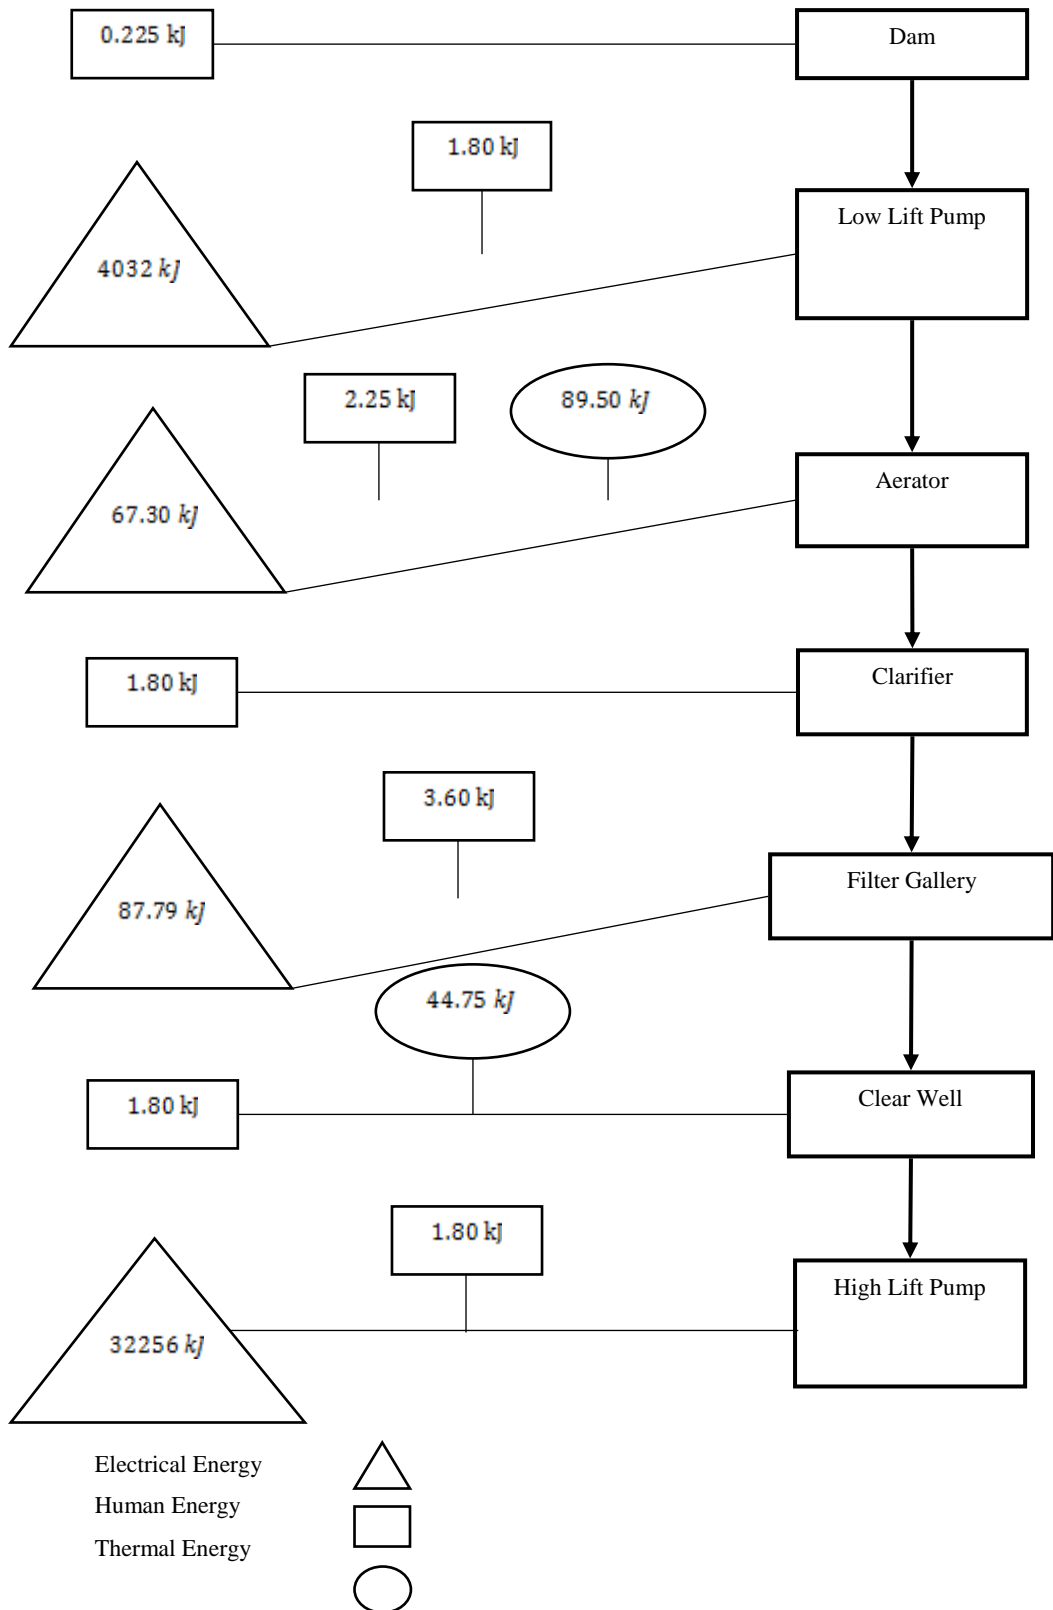 0.225 kJ
Dam
1.80 kJ
Low Lift Pump
4032 kJ
2.25 kJ
89.50 kJ
Aerator
67.30 kJ
1.80 kJ
Clarifier
3.60 kJ
Filter Gallery
87.79 kJ
44.75 kJ
1.80 kJ
Clear Well
1.80 kJ
High Lift Pump
32256 kJ
Electrical Energy
Human Energy
Thermal Energy